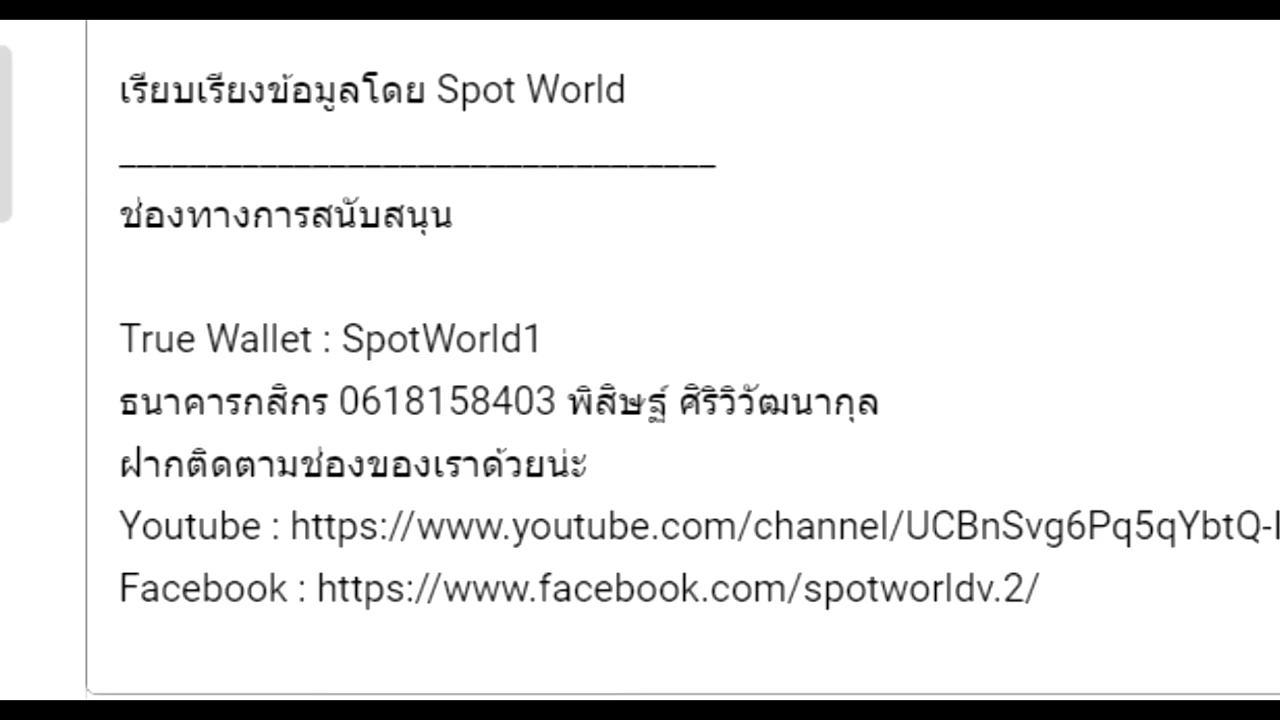 เรียบเรียงข้อมูลโดย Spot World
__________________________________
ช่องทางการสนับสนุน
True Wallet : SpotWorld1
ธนาคารกสิกร 0618158403 พิสิษฐ์ ศิริวิวัฒนากุล
ฝากติดตามช่องของเราด้วยน่ะ
Youtube : https://www.youtube.com/channel/UCBnSvg6Pq5qYbtQ-
Facebook : https://www.facebook.com/spotworldv.2/